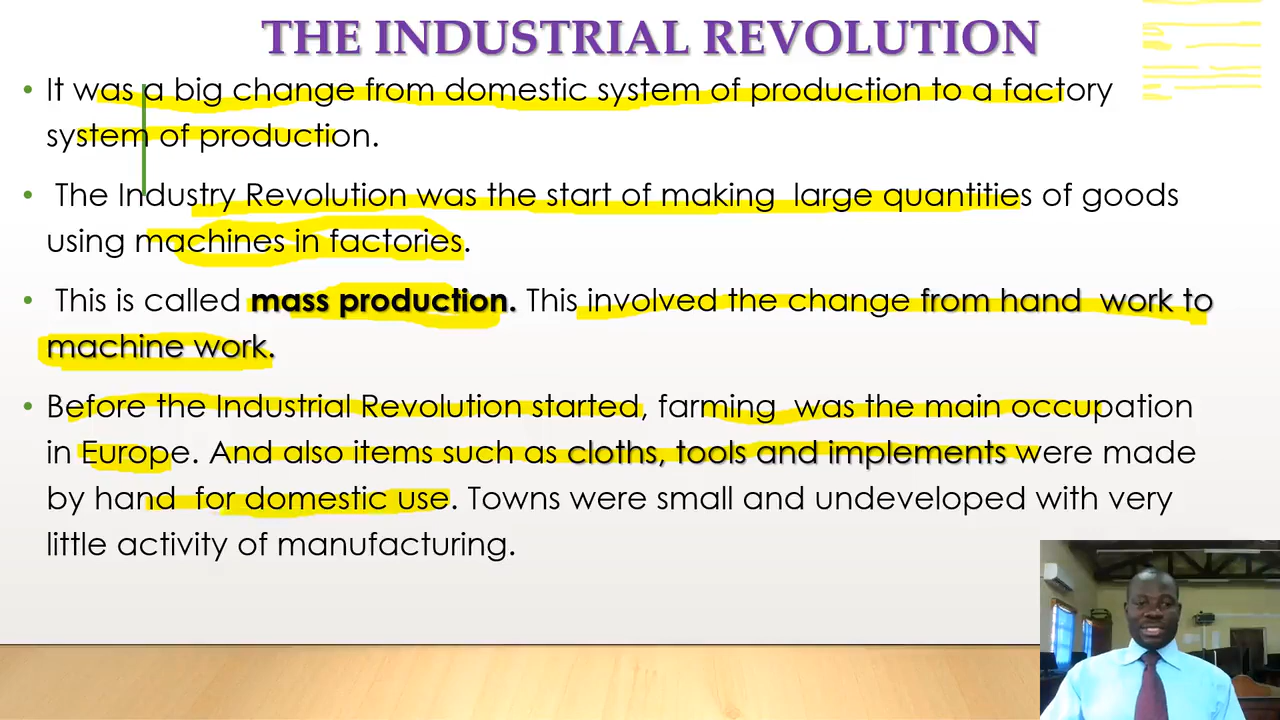 THE INDUSTRIAL REVOLUTION
• It was a big change from domestic system of production to a factory
system of production.
• The Industry Revolution was the start of making large quantities of goods
using machines in factories.
• This is called mass production. This involved the change from hand work to
machine work.
• Before the Industrial Revolution started, farming was the main occupation
in Europe. And also items such as cloths, tools and implements were made
by hand for domestic use. Towns were small and undeveloped with very
little activity of manufacturing.